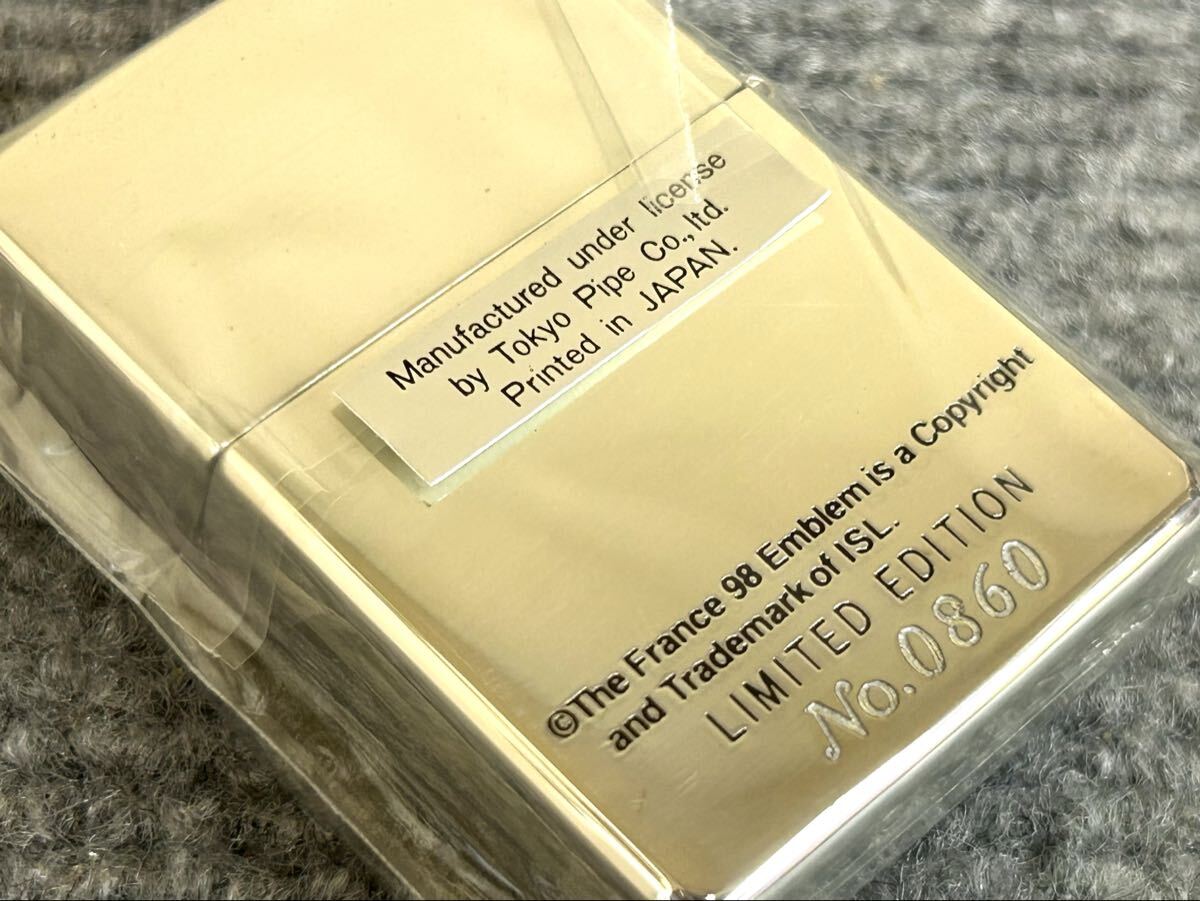 Manufactured under license
by Tokyo Pipe Co.,ltd.
Printed in JAPAN.
©The France 98 Emblem is a Copyright
and Trademark of ISL.
LIMITED EDITION
No.0860